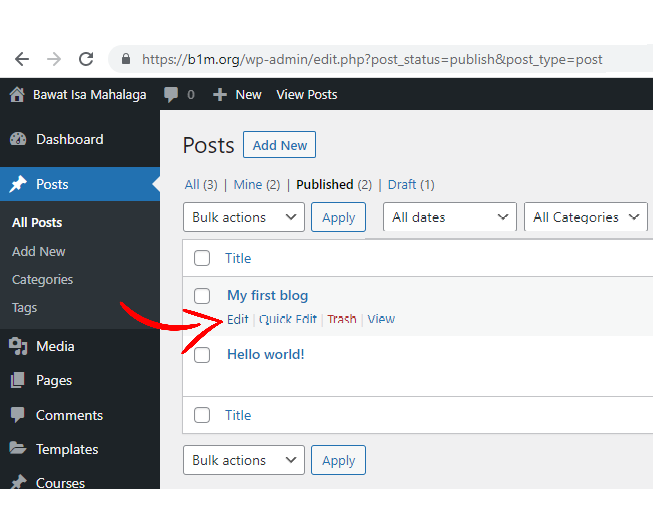 https://b1m.org/wp-admin/edit.php?post_status=publish&post_type=post
Bawat Isa Mahalaga 0 New View Posts
Dashboard
Posts
All Posts
Add New
Categories
Tags
Media
Pages
Comments
Templates
Courses
Posts Add New
All (3) | Mine (2) | Published (2) | Draft (1)
Bulk actions Apply All dates All Categories
Title
My first blog
Edit | Quick Edit | Trash | View
Hello world!
Title
Bulk actions Apply